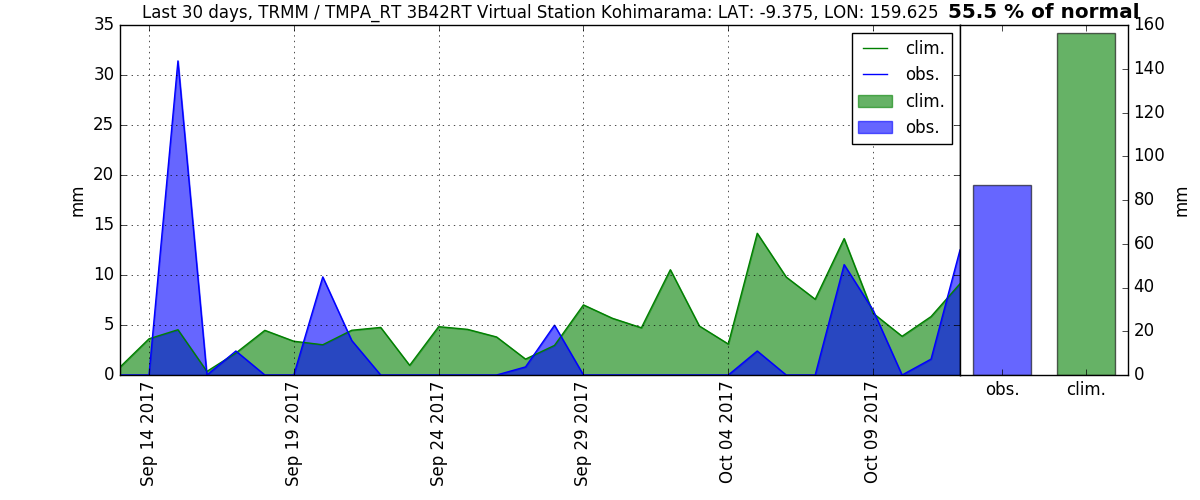 Last 30 days, TRMM / TMPA_RT 3B42RT Virtual Station Kohimarama: LAT: -9.375, LON: 159.625
55.5 % of normal
35
30
25
20
15
10
5
0
mm
clim.
obs.
clim.
obs.
Sep 14 2017
Sep 19 2017
Sep 24 2017
Sep 29 2017
Oct 04 2017
Oct 09 2017
160
140
120
100
80
60
40
20
0
mm
obs.
clim.